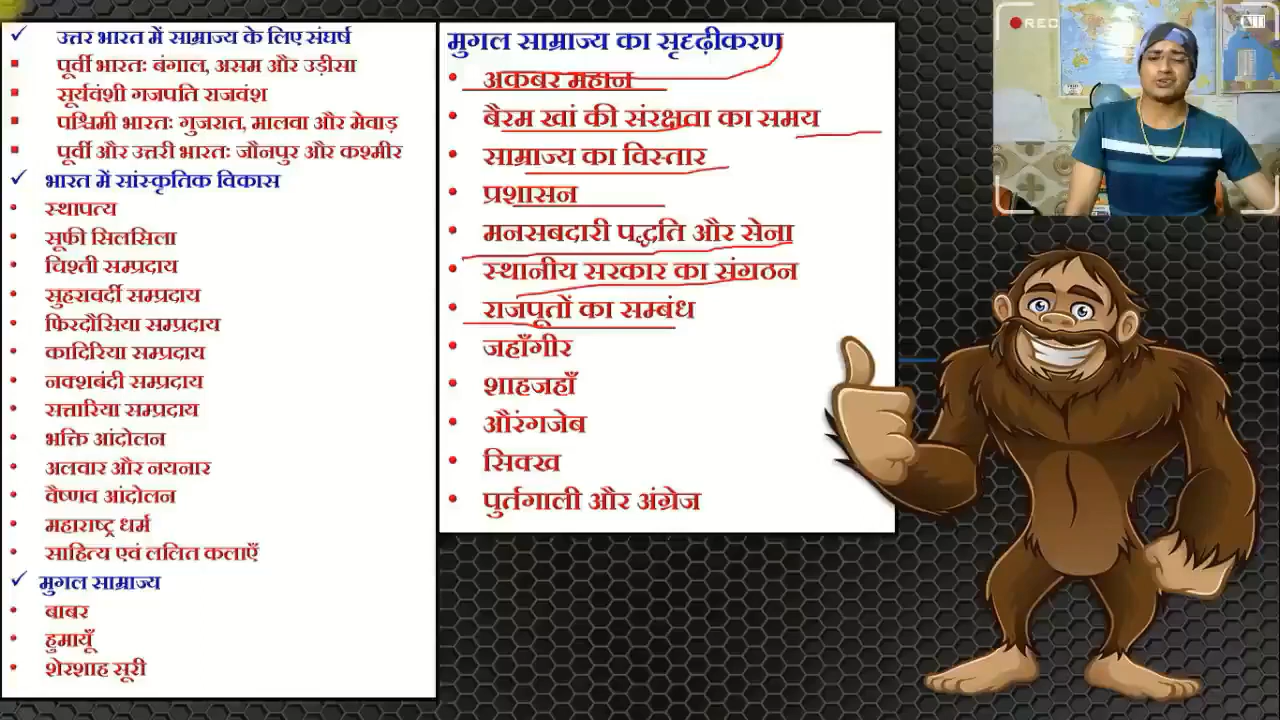 उत्तर भारत में साम्राज्य के लिए संघर्ष
पूर्वी भारतः बंगाल, असम और उड़ीसा
सूर्यवंशी गजपति राजवंश
पश्चिमी भारतः गुजरात, मालवा और मेवाड़
पूर्वी और उत्तरी भारतः जौनपुर और कश्मीर
भारत में सांस्कृतिक विकास
स्थापत्य
सूफी सिलसिला
चिश्ती सम्प्रदाय
सुहरावर्दी सम्प्रदाय
फिरदौसिया सम्प्रदाय
कादिरिया सम्प्रदाय
नक्शबंदी सम्प्रदाय
सत्तारिया सम्प्रदाय
भक्ति आंदोलन
अलवार और नयनार
वैष्णव आंदोलन
महाराष्ट्र धर्म
साहित्य एवं ललित कलाएँ
मुगल साम्राज्य
बाबर
हुमायूँ
शेरशाह सूरी
मुगल साम्राज्य का सृदृढ़ीकरण
अकबर महान
बैरम खां की संरक्षता का समय
साम्राज्य का विस्तार
प्रशासन
मनसबदारी पद्धति और सेना
स्थानीय सरकार का संगठन
राजपूतों का सम्बंध
जहाँगीर
शाहजहाँ
औरंगजेब
सिक्ख
पुर्तगाली और अंग्रेज
REC